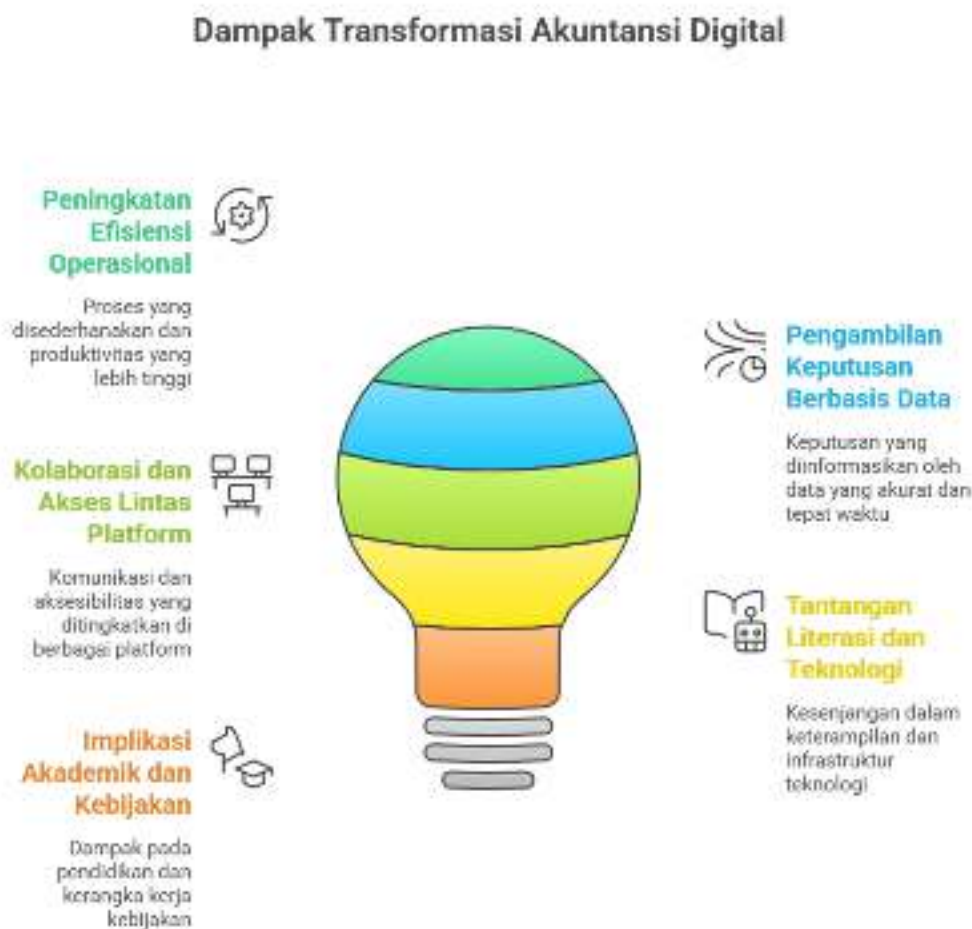 Dampak Transformasi Akuntansi Digital
Peningkatan
Efisiensi
Operasional
Proses yang
disederhanakan dan
produktivitas yang
lebih tinggi
Pengambilan
Keputusan
Berbasis Data
Keputusan yang
diinformasikan oleh
data yang akurat dan
tepat waktu
Kolaborasi dan
Akses Lintas
Platform
Komunikasi dan
aksesibilitas yang
ditingkatkan di
berbagai platform
Tantangan
Literasi dan
Teknologi
Kesenjangan dalam
keterampilan dan
infrastruktur
teknologi
Implikasi
Akademik dan
Kebijakan
Dampak pada
pendidikan dan
kerangka kerja
kebijakan